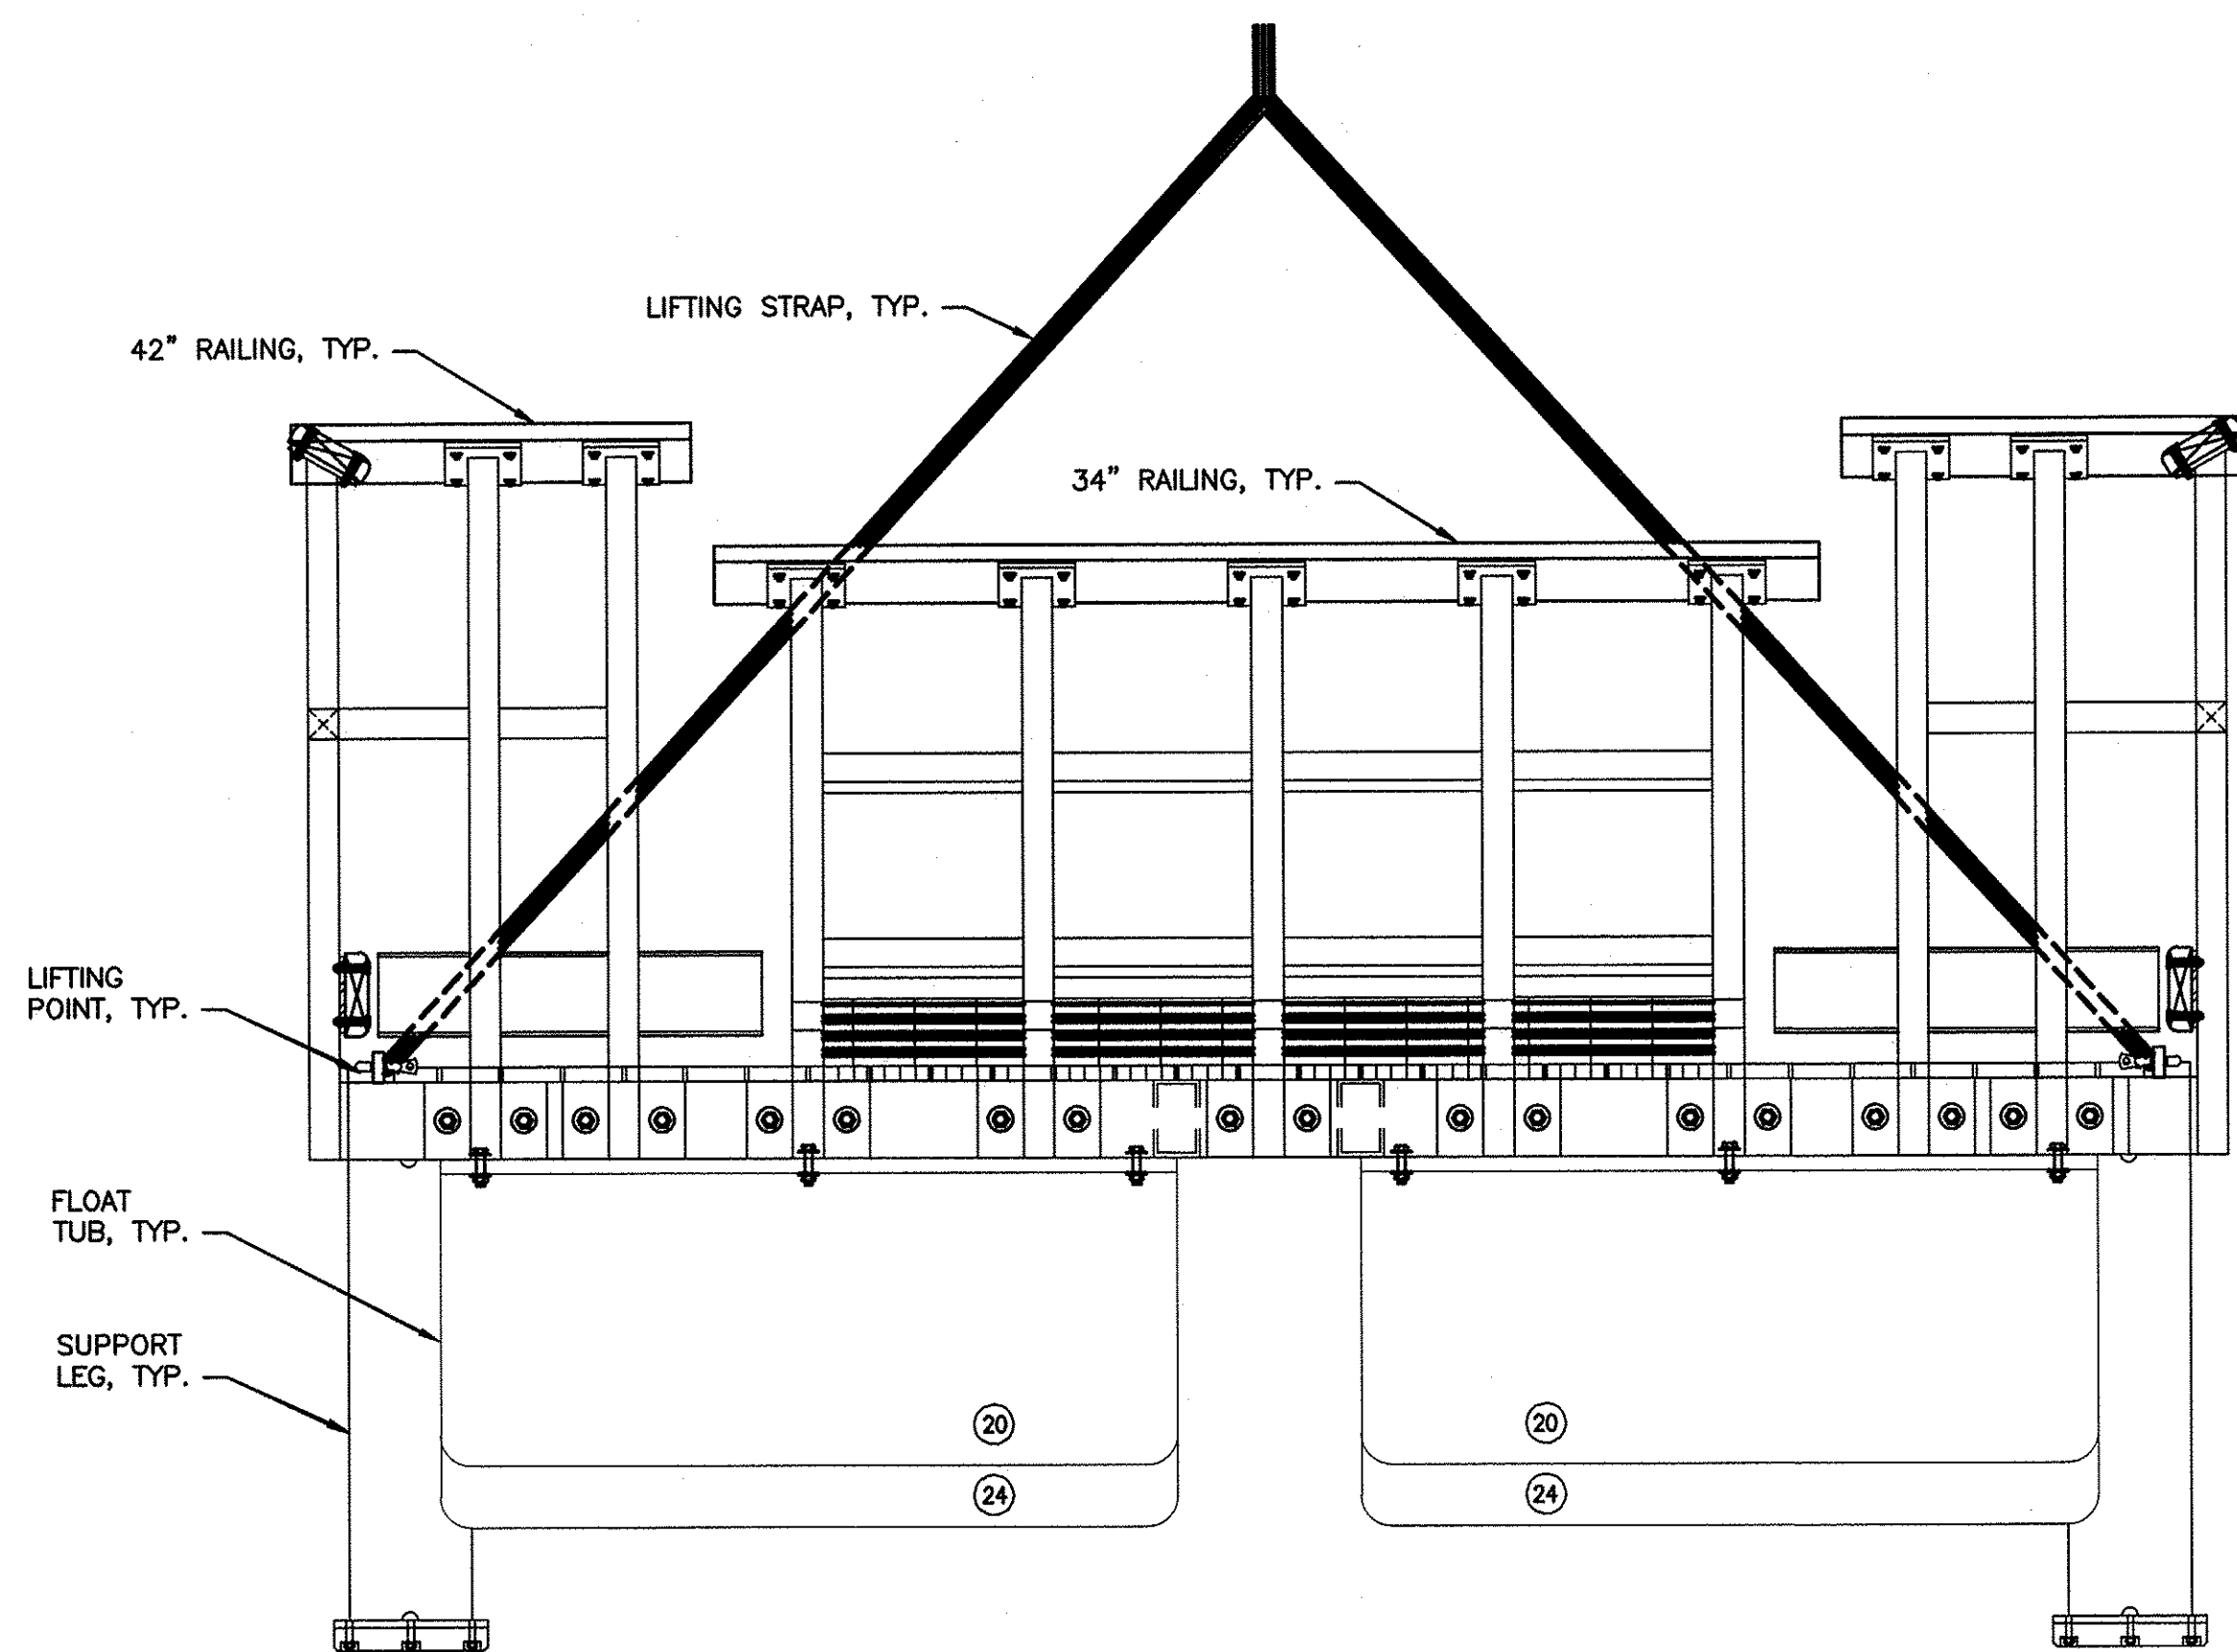 LIFTING STRAP, TYP.
42" RAILING, TYP.
34" RAILING, TYP.
LIFTING
POINT, TYP.
FLOAT
TUB, TYP.
SUPPORT
LEG, TYP.
20
20
24
24